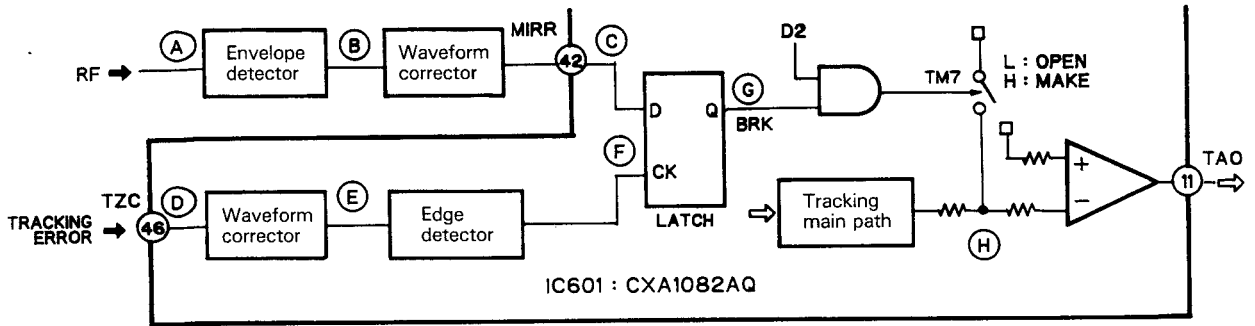 RF
A
Envelope
detector
B
Waveform
corrector
MIRR
42
C
D
Q
CK
LATCH
G
BRK
D2
TM7
L : OPEN
H : MAKE
TRACKING
ERROR
TZC
46
D
Waveform
corrector
E
Edge
detector
F
Tracking
main path
H
+
−
11
TAO
IC601 : CXA1082AQ